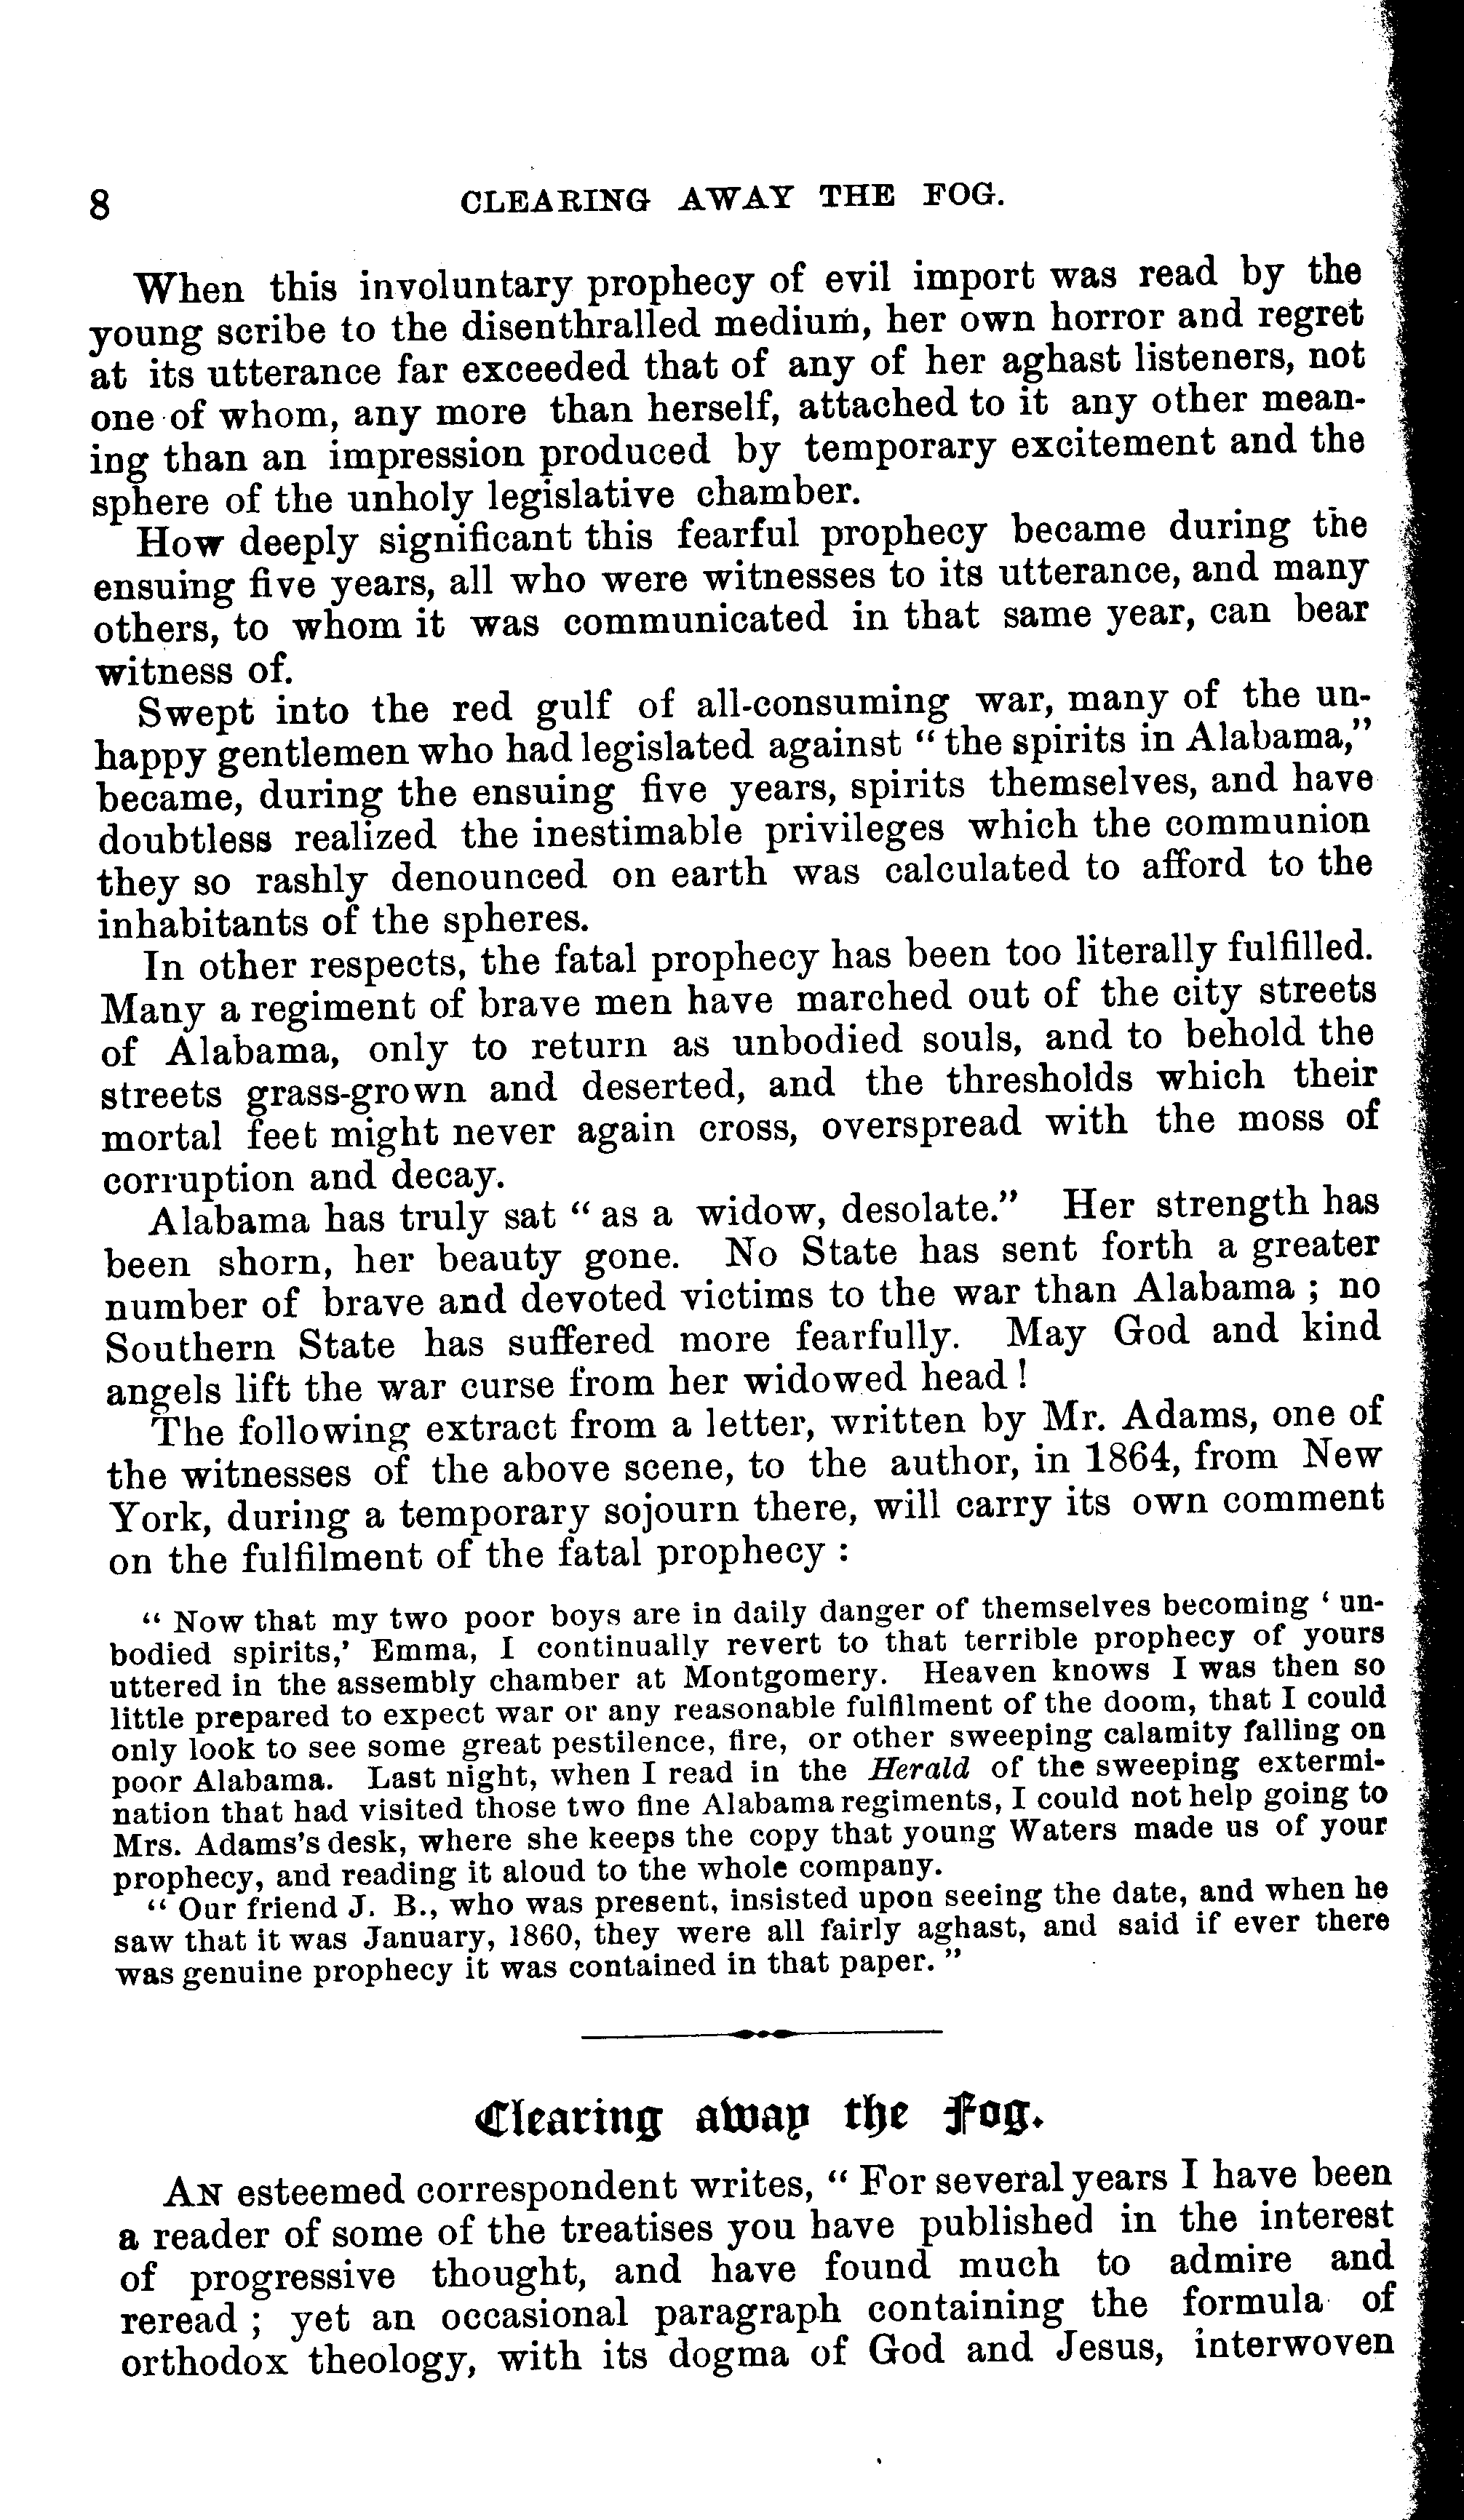 8 CLEARING AWAY THE FOG.
When this involuntary prophecy of evil import was read by the
young scribe to the disenthralled medium, her own horror and regret
at its utterance far exceeded that of any of her aghast listeners, not
one of whom, any more than herself, attached to it any other mean-
ing than an impression produced by temporary excitement and the
sphere of the unholy legislative chamber.
How deeply significant this fearful prophecy became during the
ensuing five years, all who were witnesses to its utterance, and many
others, to whom it was communicated in that same year, can bear
witness of.
Swept into the red gulf of all-consuming war, many of the un-
happy gentlemen who had legislated against “the spirits in Alabama,”
became, during the ensuing five years, spirits themselves, and have
doubtless realized the inestimable privileges which the communion
they so rashly denounced on earth was calculated to afford to the
inhabitants of the spheres.
In other respects, the fatal prophecy has been too literally fulfilled.
Many a regiment of brave men have marched out of the city streets
of Alabama, only to return as unbodied souls, and to behold the
streets grass-grown and deserted, and the thresholds which their
mortal feet might never again cross, overspread with the moss of
corruption and decay.
Alabama has truly sat “as a widow, desolate.” Her strength has
been shorn, her beauty gone. No State has sent forth a greater
number of brave and devoted victims to the war than Alabama; no
Southern State has suffered more fearfully. May God and kind
angels lift the war curse from her widowed head!
The following extract from a letter, written by Mr. Adams, one of
the witnesses of the above scene, to the author, in 1864, from New
York, during a temporary sojourn there, will carry its own comment
on the fulfilment of the fatal prophecy:
“Now that my two poor boys are in daily danger of themselves becoming ‘un-
bodied spirits,’ Emma, I continually revert to that terrible prophecy of yours
uttered in the assembly chamber at Montgomery. Heaven knows I was then so
little prepared to expect war or any reasonable fulfilment of the doom, that I could
only look to see some great pestilence, fire, or other sweeping calamity falling on
poor Alabama. Last night, when I read in the Herald of the sweeping extermi-
nation that had visited those two fine Alabama regiments, I could not help going to
Mrs. Adams’s desk, where she keeps the copy that young Waters made us of your
prophecy, and reading it aloud to the whole company.
“Our friend J. B., who was present, insisted upon seeing the date, and when he
saw that it was January, 1860, they were all fairly aghast, and said if ever there
was genuine prophecy it was contained in that paper.”
Clearing away the Fog.
AN esteemed correspondent writes, “For several years I have been
a reader of some of the treatises you have published in the interest
of progressive thought, and have found much to admire and
reread; yet an occasional paragraph containing the formula of
orthodox theology, with its dogma of God and Jesus, interwoven